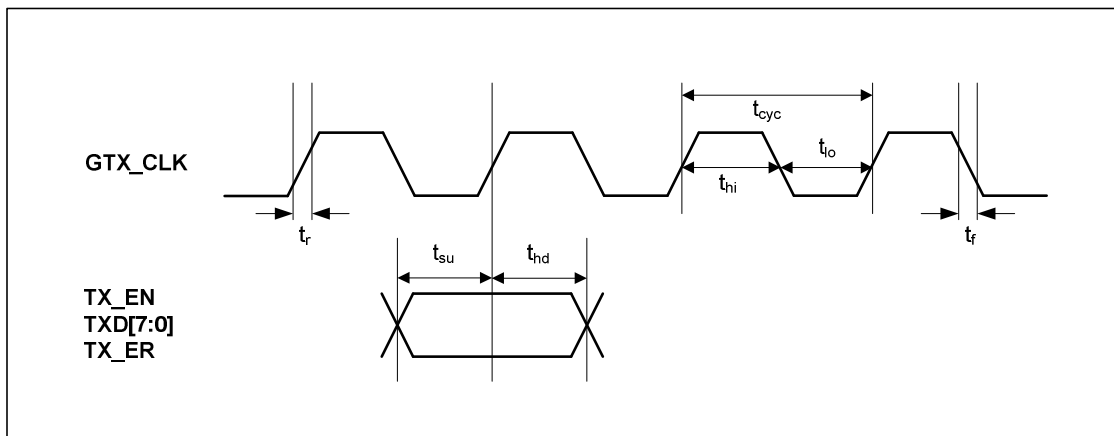 t_cyc
GTX_CLK
t_lo
t_hi
t_r
t_f
t_su
t_hd
TX_EN
TXD[7:0]
TX_ER